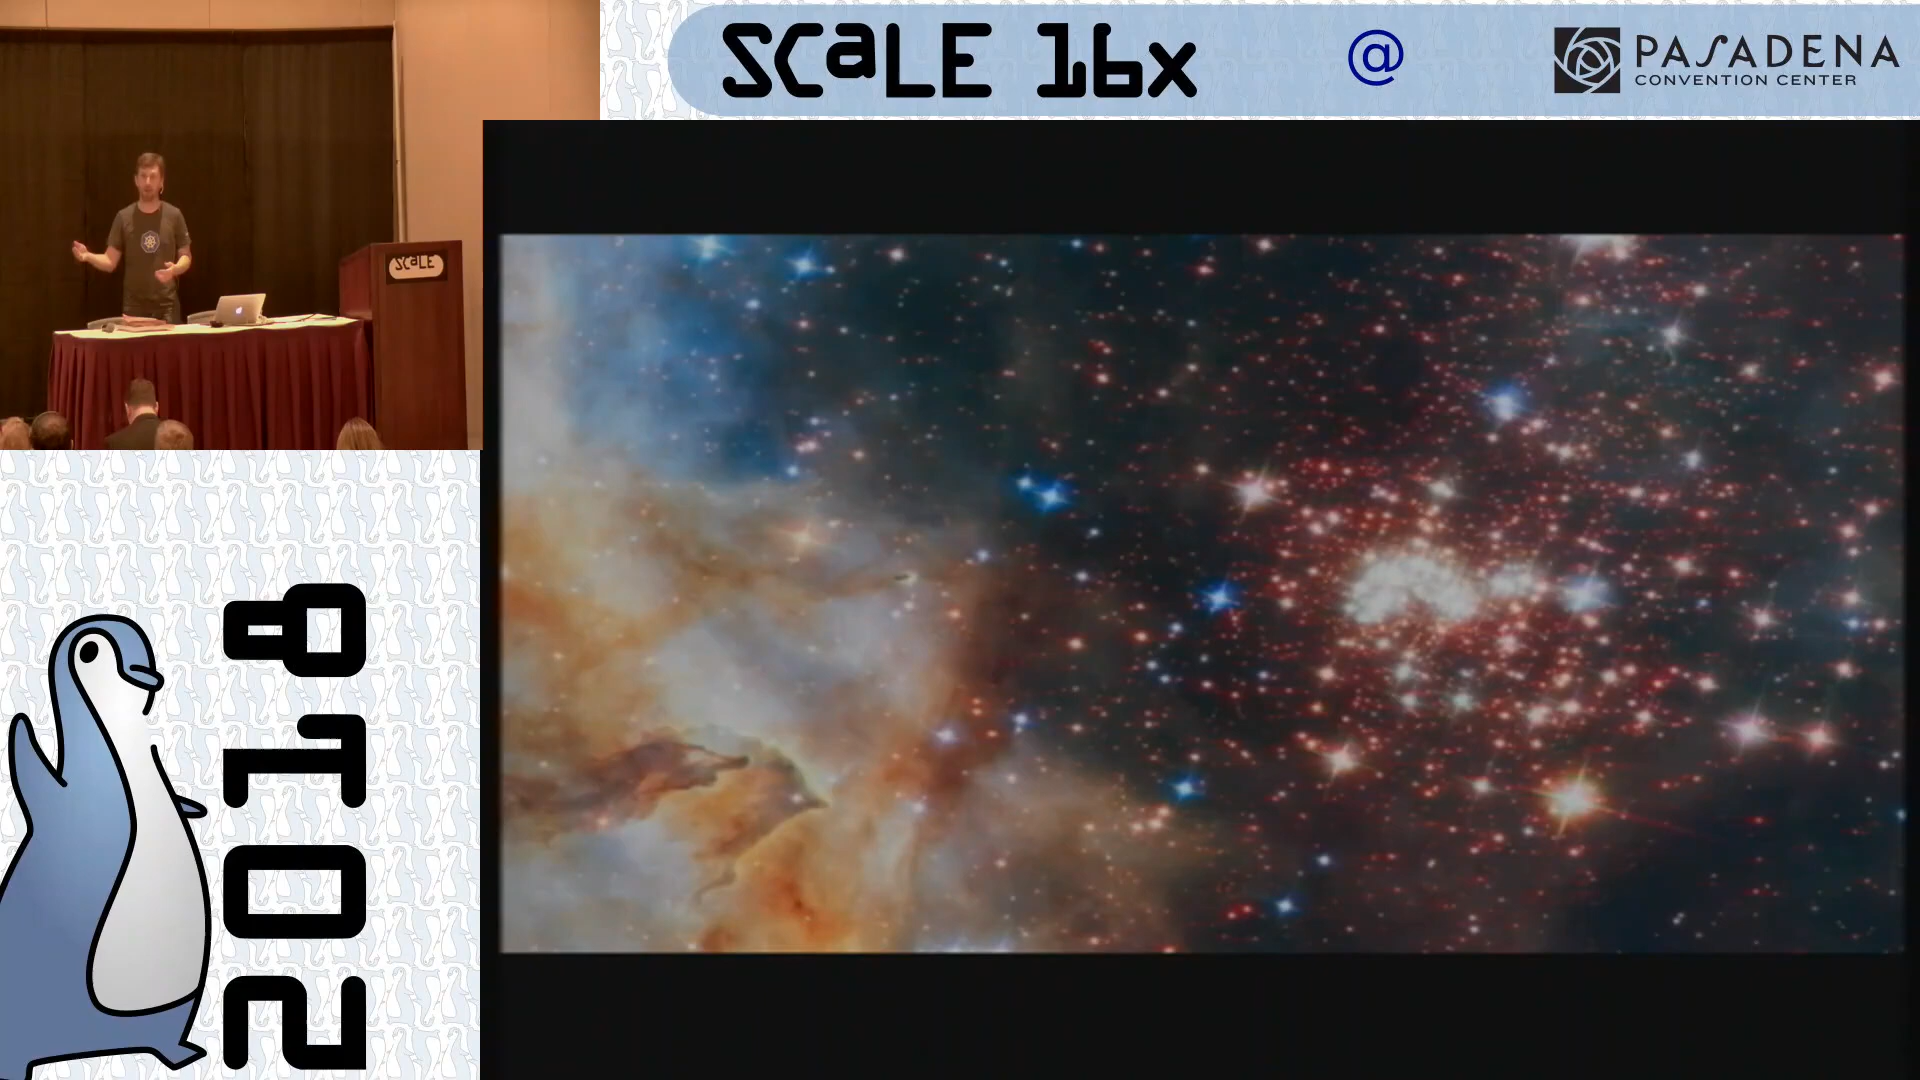 SCaLE 16x
@
PASADENA
CONVENTION CENTER
SCaLE
2018